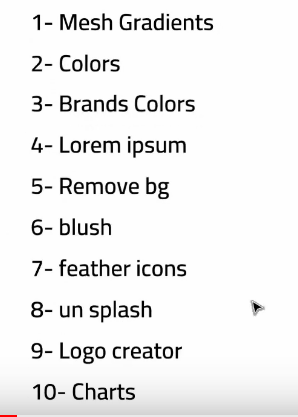 1- Mesh Gradients
2- Colors
3- Brands Colors
4- Lorem ipsum
5- Remove bg
6- blush
7- feather icons
8- un splash
9- Logo creator
10- Charts